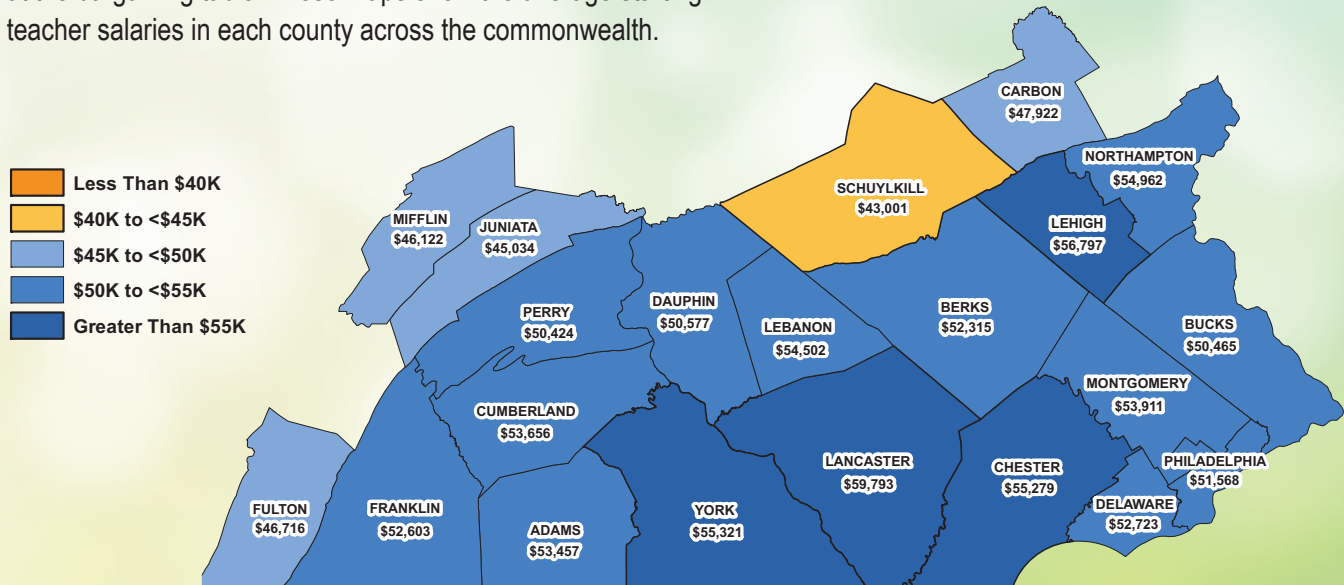 teacher salaries in each county across the commonwealth.
Less Than $40K
$40K to <$45K
$45K to <$50K
$50K to <$55K
Greater Than $55K
CARBON
$47,922
NORTHAMPTON
$54,962
SCHUYLKILL
$43,001
LEHIGH
$56,797
MIFFLIN
$46,122
JUNIATA
$45,034
PERRY
$50,424
DAUPHIN
$50,577
LEBANON
$54,502
BERKS
$52,315
BUCKS
$50,465
MONTGOMERY
$53,911
CUMBERLAND
$53,656
LANCASTER
$59,793
CHESTER
$55,279
PHILADELPHIA
$51,568
DELAWARE
$52,723
FULTON
$46,716
FRANKLIN
$52,603
ADAMS
$53,457
YORK
$55,321